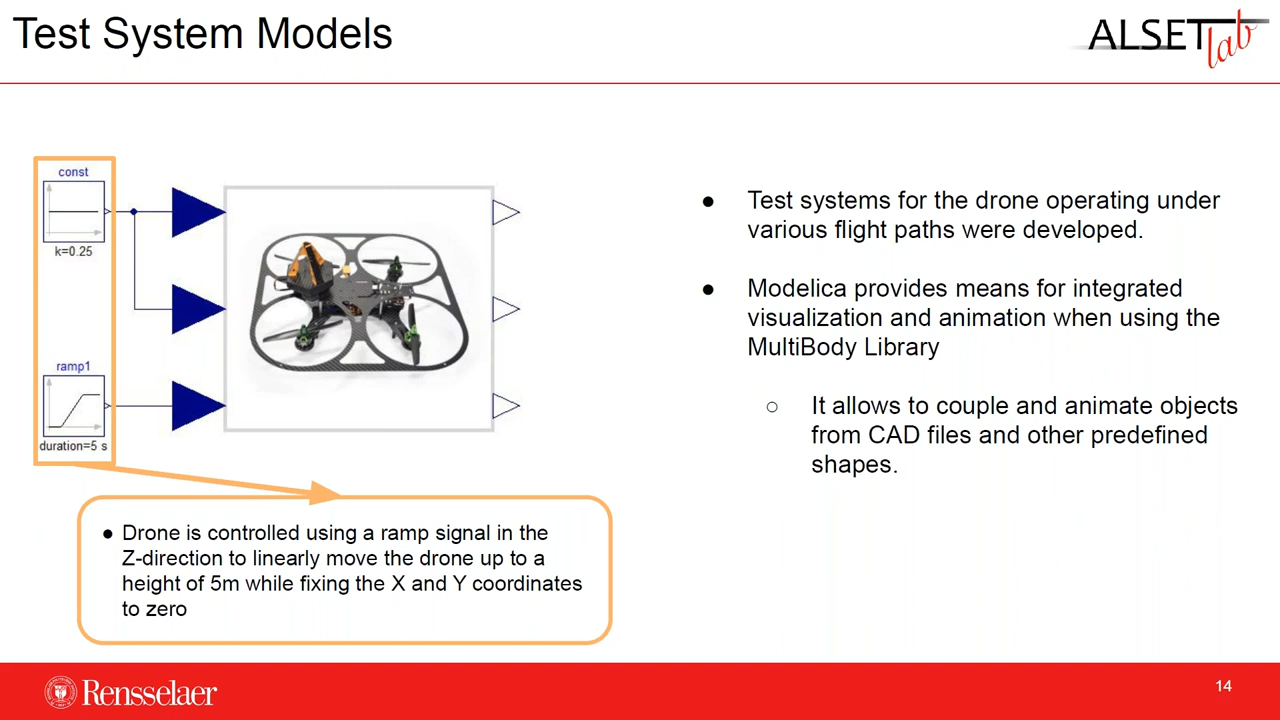 Test System Models
ALSET lab
const
k=0.25
ramp1
duration=5 s
● Drone is controlled using a ramp signal in the
Z-direction to linearly move the drone up to a
height of 5m while fixing the X and Y coordinates
to zero
● Test systems for the drone operating under
various flight paths were developed.
● Modelica provides means for integrated
visualization and animation when using the
MultiBody Library
○ It allows to couple and animate objects
from CAD files and other predefined
shapes.
Rensselaer
14